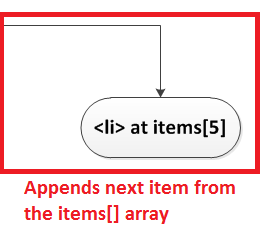 <li> at items[5]
Appends next item from
the items[] array